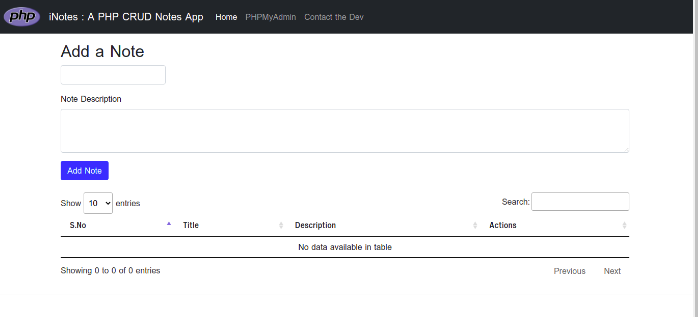 php iNotes : A PHP CRUD Notes App Home PHPMyAdmin Contact the Dev
Add a Note
Note Description
Add Note
Show 10 entries Search:
S.No Title Description Actions
No data available in table
Showing 0 to 0 of 0 entries Previous Next